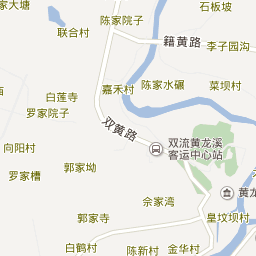 家大塘
陈家院子
石板坡
联合村
籍黄路
李子园沟
嘉禾村
陈家水碾
菜坝村
白莲寺
罗家院子
双黄路
向阳村
双流黄龙溪
客运中心站
郭家坳
罗家槽
黄龙
佘家湾
郭家寺
皇坟坝村
白鹤村
陈新村
金华村